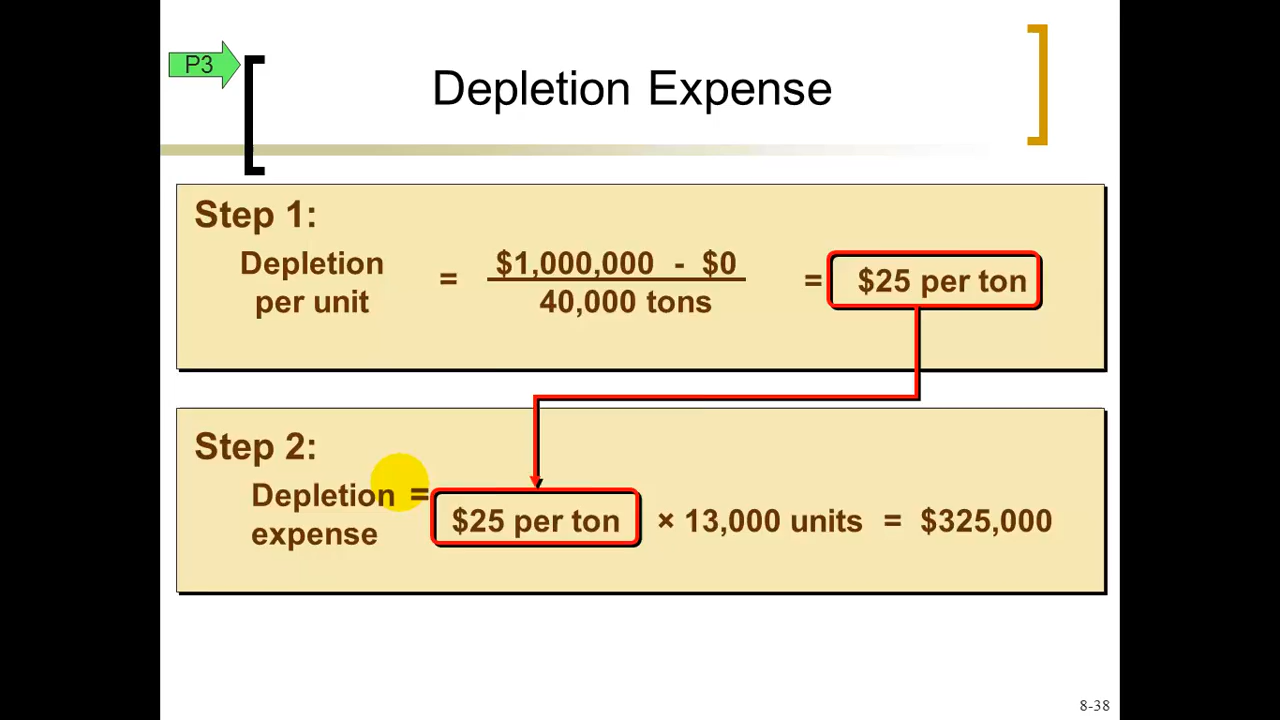 P3
Depletion Expense
Step 1:
Depletion
per unit
=
$1,000,000 - $0
40,000 tons
= $25 per ton
Step 2:
Depletion =
expense
$25 per ton × 13,000 units = $325,000
8-38